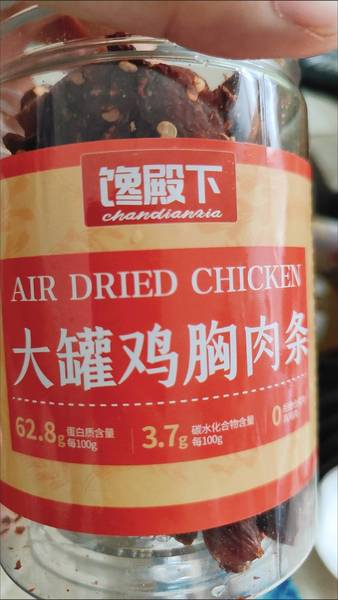 馋殿下
chandianxia
AIR DRIED CHICKEN
大罐鸡胸肉条
62.8g 蛋白质含量
每100g
3.7g 碳水化合物含量
每100g
0